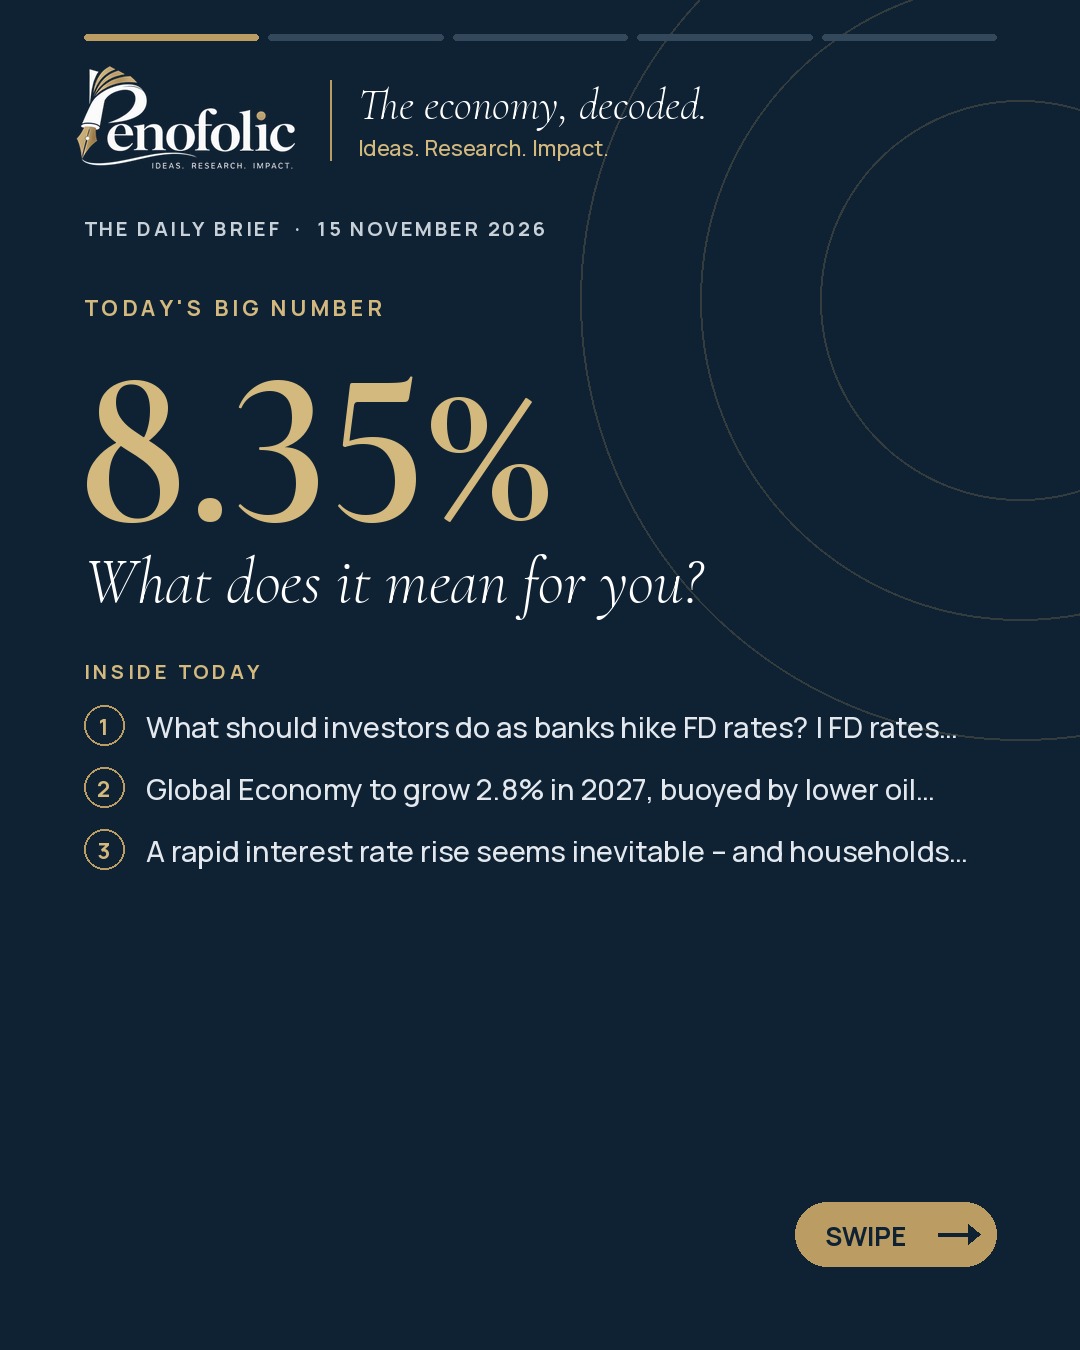 Penofolic
IDEAS. RESEARCH. IMPACT.
The economy, decoded.
Ideas. Research. Impact.
THE DAILY BRIEF · 15 NOVEMBER 2026
TODAY'S BIG NUMBER
8.35%
What does it mean for you?
INSIDE TODAY
1 What should investors do as banks hike FD rates? I FD rates…
2 Global Economy to grow 2.8% in 2027, buoyed by lower oil…
3 A rapid interest rate rise seems inevitable – and households…
SWIPE